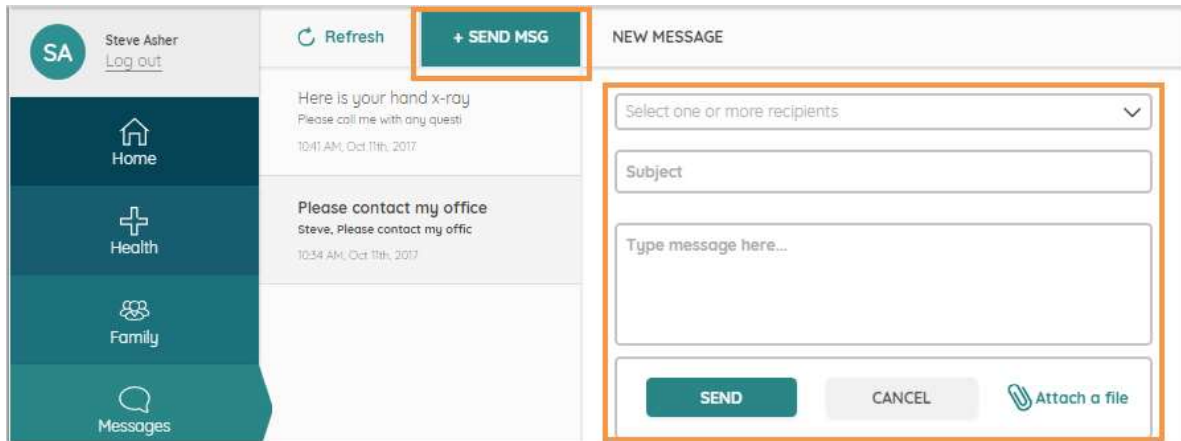 SA
Steve Asher
Log out
Home
Health
Family
Messages
Refresh
+ SEND MSG
Here is your hand x-ray
Please call me with any questi
10:41 AM, Oct 11th, 2017
Please contact my office
Steve, Please contact my offic
10:34 AM, Oct 11th, 2017
NEW MESSAGE
Select one or more recipients
Subject
Type message here...
SEND
CANCEL
Attach a file